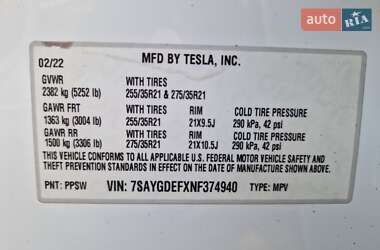 auto RIA
.com
02/22 MFD BY TESLA, INC.
GVWR WITH TIRES
2382 kg (5252 lb) 255/35R21 & 275/35R21
GAWR FRT WITH TIRES RIM COLD TIRE PRESSURE
1363 kg (3004 lb) 255/35R21 21X9.5J 290 kPa, 42 psi
GAWR RR WITH TIRES RIM COLD TIRE PRESSURE
1500 kg (3306 lb) 275/35R21 21X10.5J 290 kPa, 42 psi
THIS VEHICLE CONFORMS TO ALL APPLICABLE U.S. FEDERAL MOTOR VEHICLE SAFETY AND
THEFT PREVENTION STANDARDS IN EFFECT ON THE DATE OF MANUFACTURE SHOWN ABOVE.
PNT: PPSW VIN: 7SAYGDEFXNF374940 TYPE: MPV